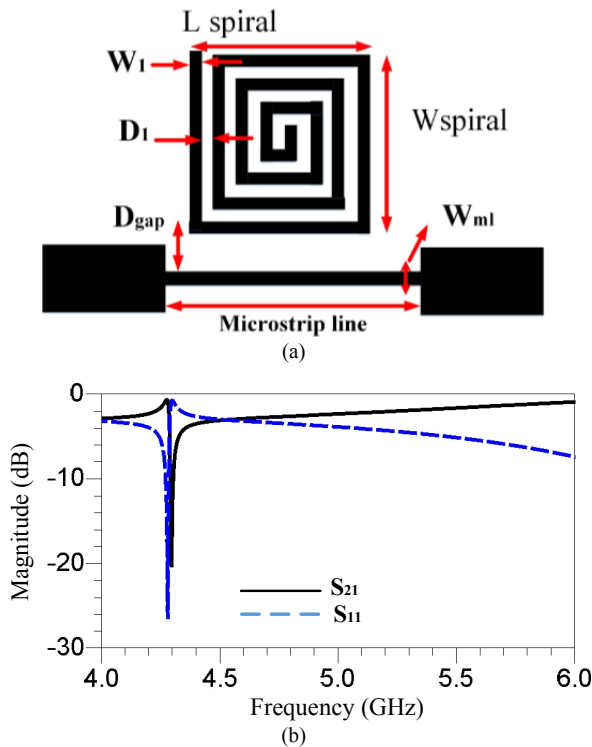 L spiral
W1
D1
Wspiral
Dgap
Wml
Microstrip line
(a)
0
-10
-20
-30
Magnitude (dB)
S21
S11
4.0 4.5 5.0 5.5 6.0
Frequency (GHz)
(b)